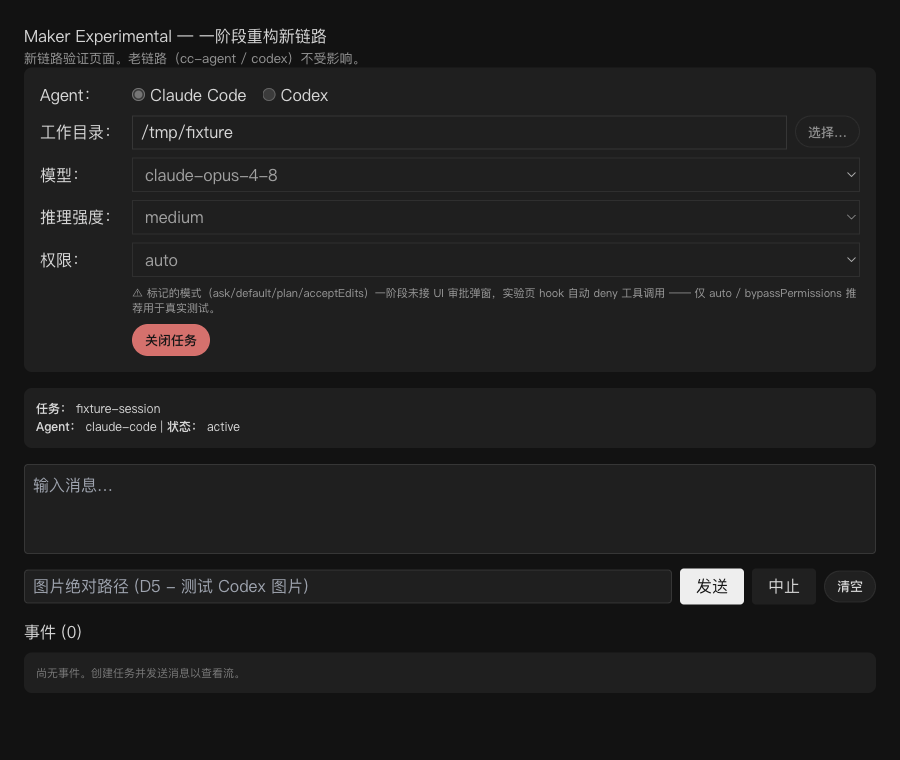 Maker Experimental — 一阶段重构新链路
新链路验证页面。老链路（cc-agent / codex）不受影响。
Agent： Claude Code Codex
工作目录： /tmp/fixture 选择...
模型： claude-opus-4-8
推理强度： medium
权限： auto
⚠ 标记的模式（ask/default/plan/acceptEdits）一阶段未接 UI 审批弹窗，实验页 hook 自动 deny 工具调用 —— 仅 auto / bypassPermissions 推
荐用于真实测试。
关闭任务
任务： fixture-session
Agent： claude-code | 状态： active
输入消息...
图片绝对路径 (D5 - 测试 Codex 图片) 发送 中止 清空
事件 (0)
尚无事件。创建任务并发送消息以查看流。